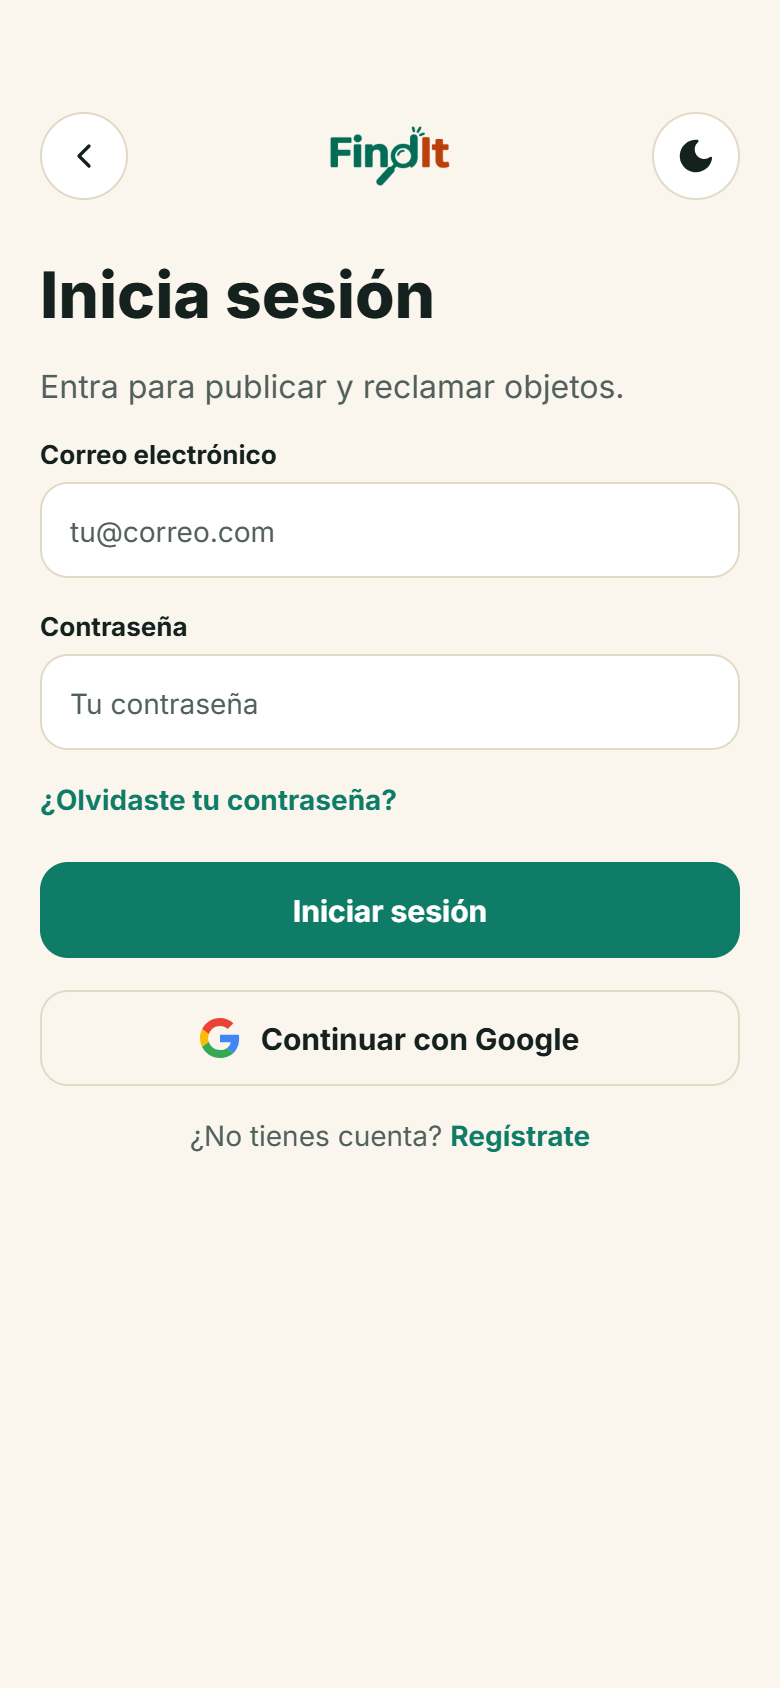 FindIt
Inicia sesión
Entra para publicar y reclamar objetos.
Correo electrónico
tu@correo.com
Contraseña
Tu contraseña
¿Olvidaste tu contraseña?
Iniciar sesión
Continuar con Google
¿No tienes cuenta? Regístrate